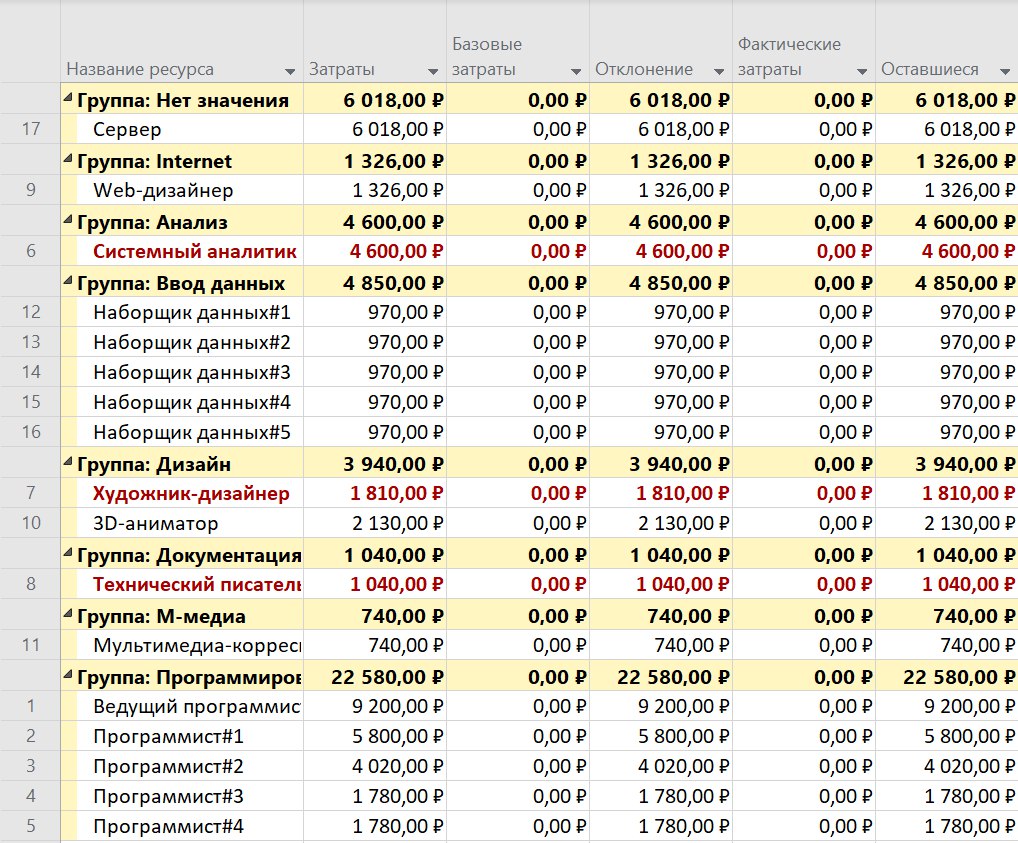 Название ресурса Затраты Базовые затраты Отклонение Фактические затраты Оставшиеся
Группа: Нет значения 6 018,00 ₽ 0,00 ₽ 6 018,00 ₽ 0,00 ₽ 6 018,00 ₽
17 Сервер 6 018,00 ₽ 0,00 ₽ 6 018,00 ₽ 0,00 ₽ 6 018,00 ₽
Группа: Internet 1 326,00 ₽ 0,00 ₽ 1 326,00 ₽ 0,00 ₽ 1 326,00 ₽
9 Web-дизайнер 1 326,00 ₽ 0,00 ₽ 1 326,00 ₽ 0,00 ₽ 1 326,00 ₽
Группа: Анализ 4 600,00 ₽ 0,00 ₽ 4 600,00 ₽ 0,00 ₽ 4 600,00 ₽
6 Системный аналитик 4 600,00 ₽ 0,00 ₽ 4 600,00 ₽ 0,00 ₽ 4 600,00 ₽
Группа: Ввод данных 4 850,00 ₽ 0,00 ₽ 4 850,00 ₽ 0,00 ₽ 4 850,00 ₽
12 Наборщик данных#1 970,00 ₽ 0,00 ₽ 970,00 ₽ 0,00 ₽ 970,00 ₽
13 Наборщик данных#2 970,00 ₽ 0,00 ₽ 970,00 ₽ 0,00 ₽ 970,00 ₽
14 Наборщик данных#3 970,00 ₽ 0,00 ₽ 970,00 ₽ 0,00 ₽ 970,00 ₽
15 Наборщик данных#4 970,00 ₽ 0,00 ₽ 970,00 ₽ 0,00 ₽ 970,00 ₽
16 Наборщик данных#5 970,00 ₽ 0,00 ₽ 970,00 ₽ 0,00 ₽ 970,00 ₽
Группа: Дизайн 3 940,00 ₽ 0,00 ₽ 3 940,00 ₽ 0,00 ₽ 3 940,00 ₽
7 Художник-дизайнер 1 810,00 ₽ 0,00 ₽ 1 810,00 ₽ 0,00 ₽ 1 810,00 ₽
10 3D-аниматор 2 130,00 ₽ 0,00 ₽ 2 130,00 ₽ 0,00 ₽ 2 130,00 ₽
Группа: Документация 1 040,00 ₽ 0,00 ₽ 1 040,00 ₽ 0,00 ₽ 1 040,00 ₽
8 Технический писатель 1 040,00 ₽ 0,00 ₽ 1 040,00 ₽ 0,00 ₽ 1 040,00 ₽
Группа: М-медиа 740,00 ₽ 0,00 ₽ 740,00 ₽ 0,00 ₽ 740,00 ₽
11 Мультимедиа-корресп 740,00 ₽ 0,00 ₽ 740,00 ₽ 0,00 ₽ 740,00 ₽
Группа: Программиров 22 580,00 ₽ 0,00 ₽ 22 580,00 ₽ 0,00 ₽ 22 580,00 ₽
1 Ведущий программист 9 200,00 ₽ 0,00 ₽ 9 200,00 ₽ 0,00 ₽ 9 200,00 ₽
2 Программист#1 5 800,00 ₽ 0,00 ₽ 5 800,00 ₽ 0,00 ₽ 5 800,00 ₽
3 Программист#2 4 020,00 ₽ 0,00 ₽ 4 020,00 ₽ 0,00 ₽ 4 020,00 ₽
4 Программист#3 1 780,00 ₽ 0,00 ₽ 1 780,00 ₽ 0,00 ₽ 1 780,00 ₽
5 Программист#4 1 780,00 ₽ 0,00 ₽ 1 780,00 ₽ 0,00 ₽ 1 780,00 ₽